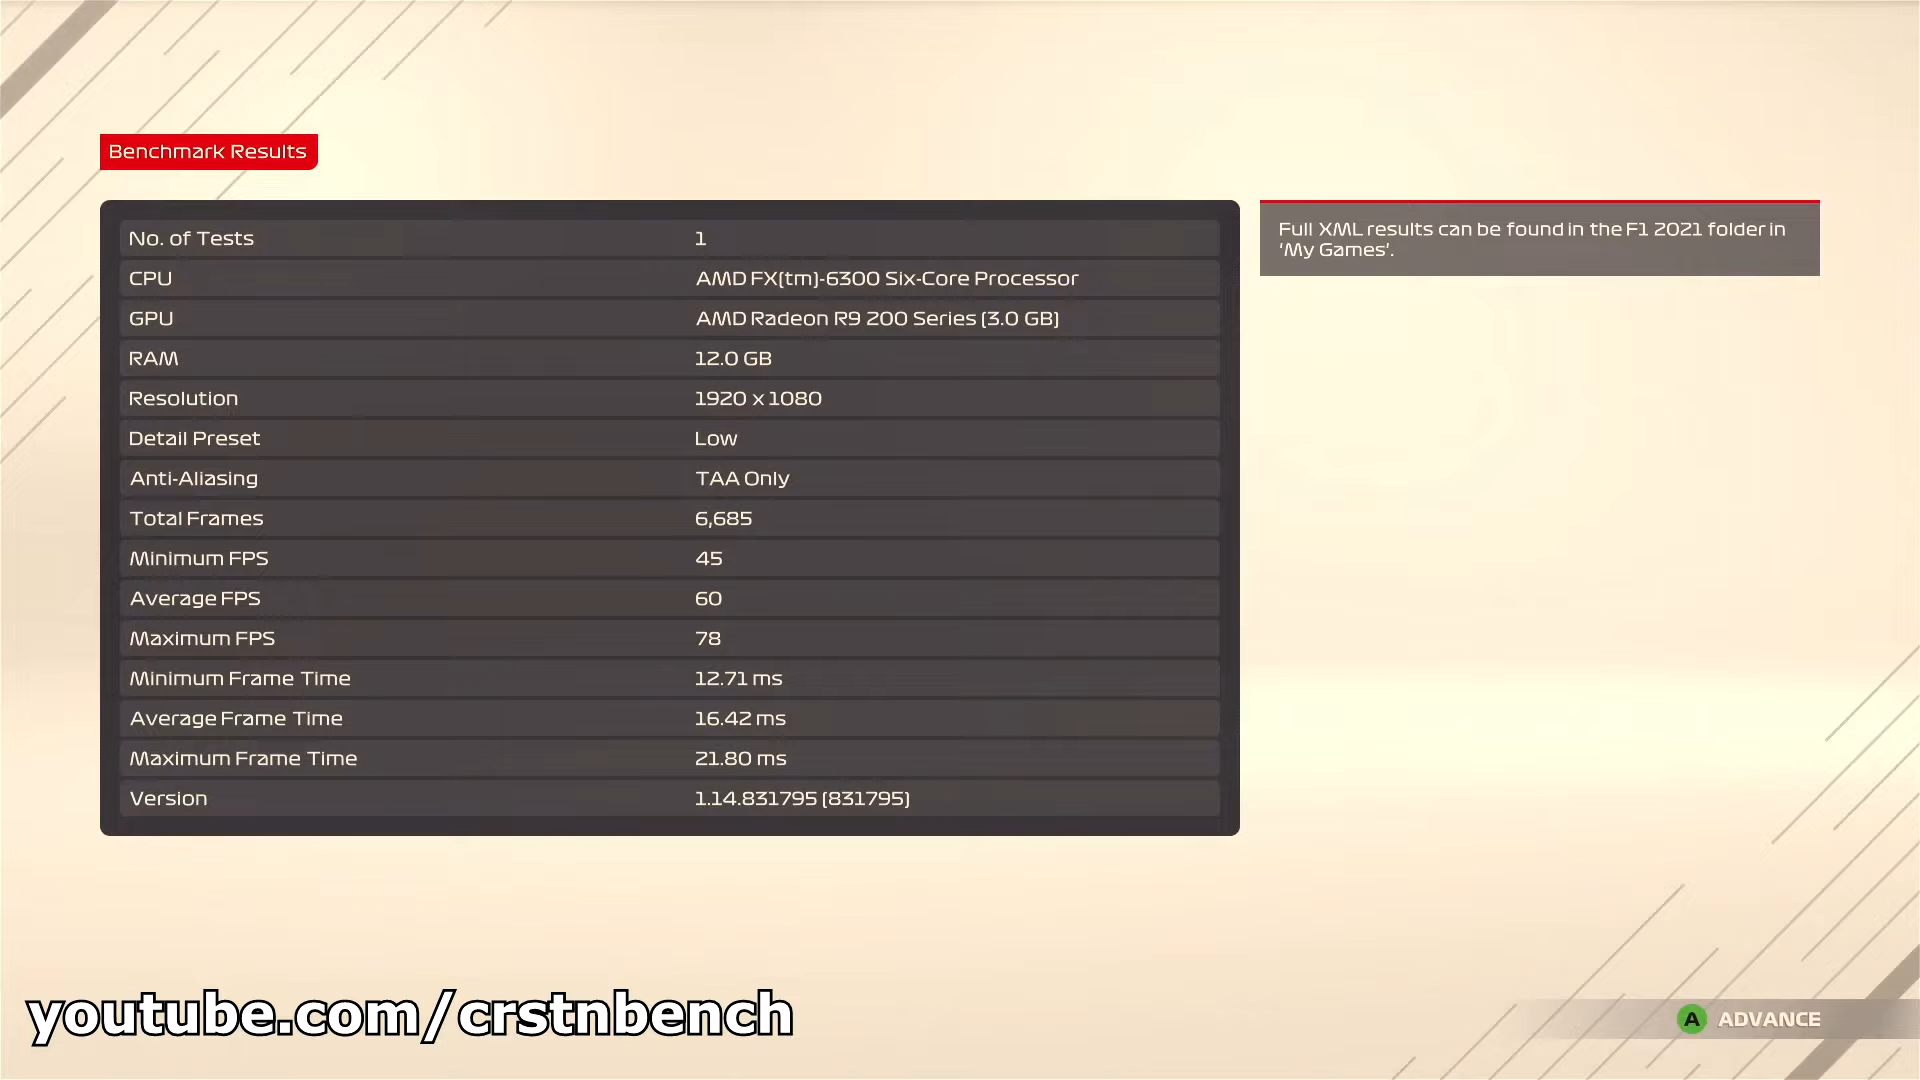 Benchmark Results
No. of Tests 1
CPU AMD FX(tm)-6300 Six-Core Processor
GPU AMD Radeon R9 200 Series (3.0 GB)
RAM 12.0 GB
Resolution 1920 x 1080
Detail Preset Low
Anti-Aliasing TAA Only
Total Frames 6,685
Minimum FPS 45
Average FPS 60
Maximum FPS 78
Minimum Frame Time 12.71 ms
Average Frame Time 16.42 ms
Maximum Frame Time 21.80 ms
Version 1.14.831795 (831795)
Full XML results can be found in the F1 2021 folder in
‘My Games’.
youtube.com/crstnbench
A ADVANCE